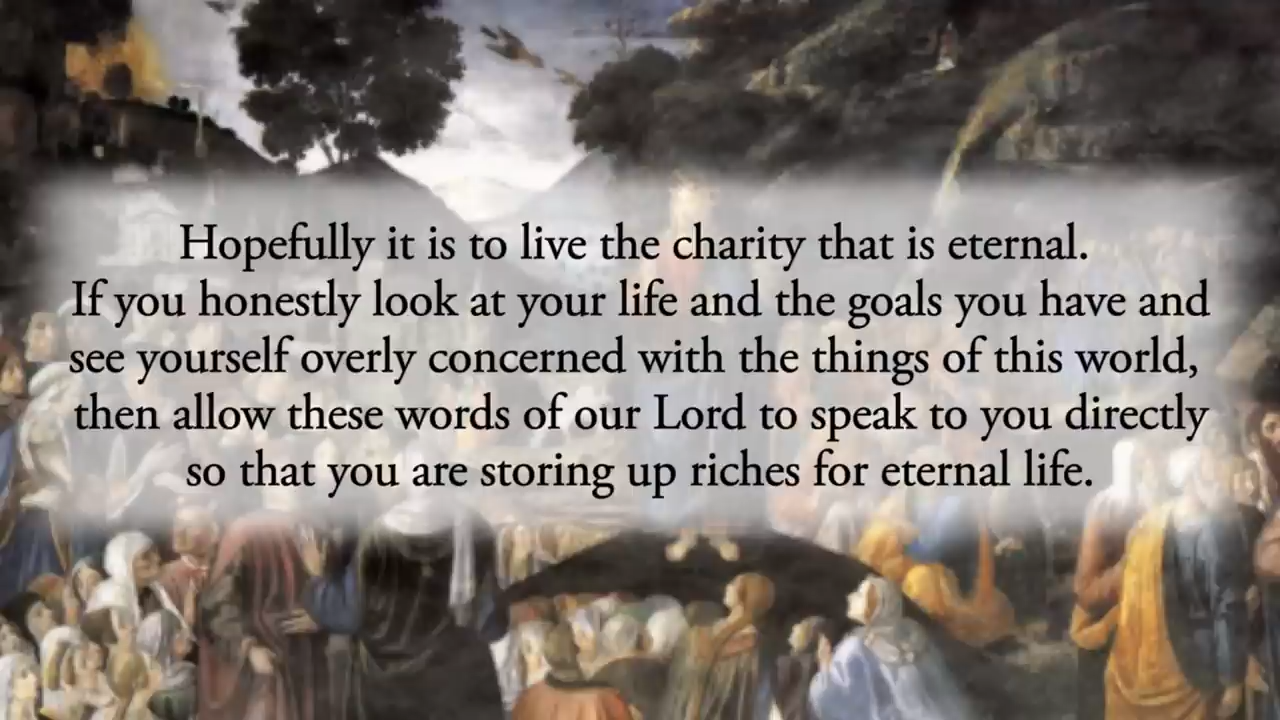 Hopefully it is to live the charity that is eternal.
If you honestly look at your life and the goals you have and
see yourself overly concerned with the things of this world,
then allow these words of our Lord to speak to you directly
so that you are storing up riches for eternal life.